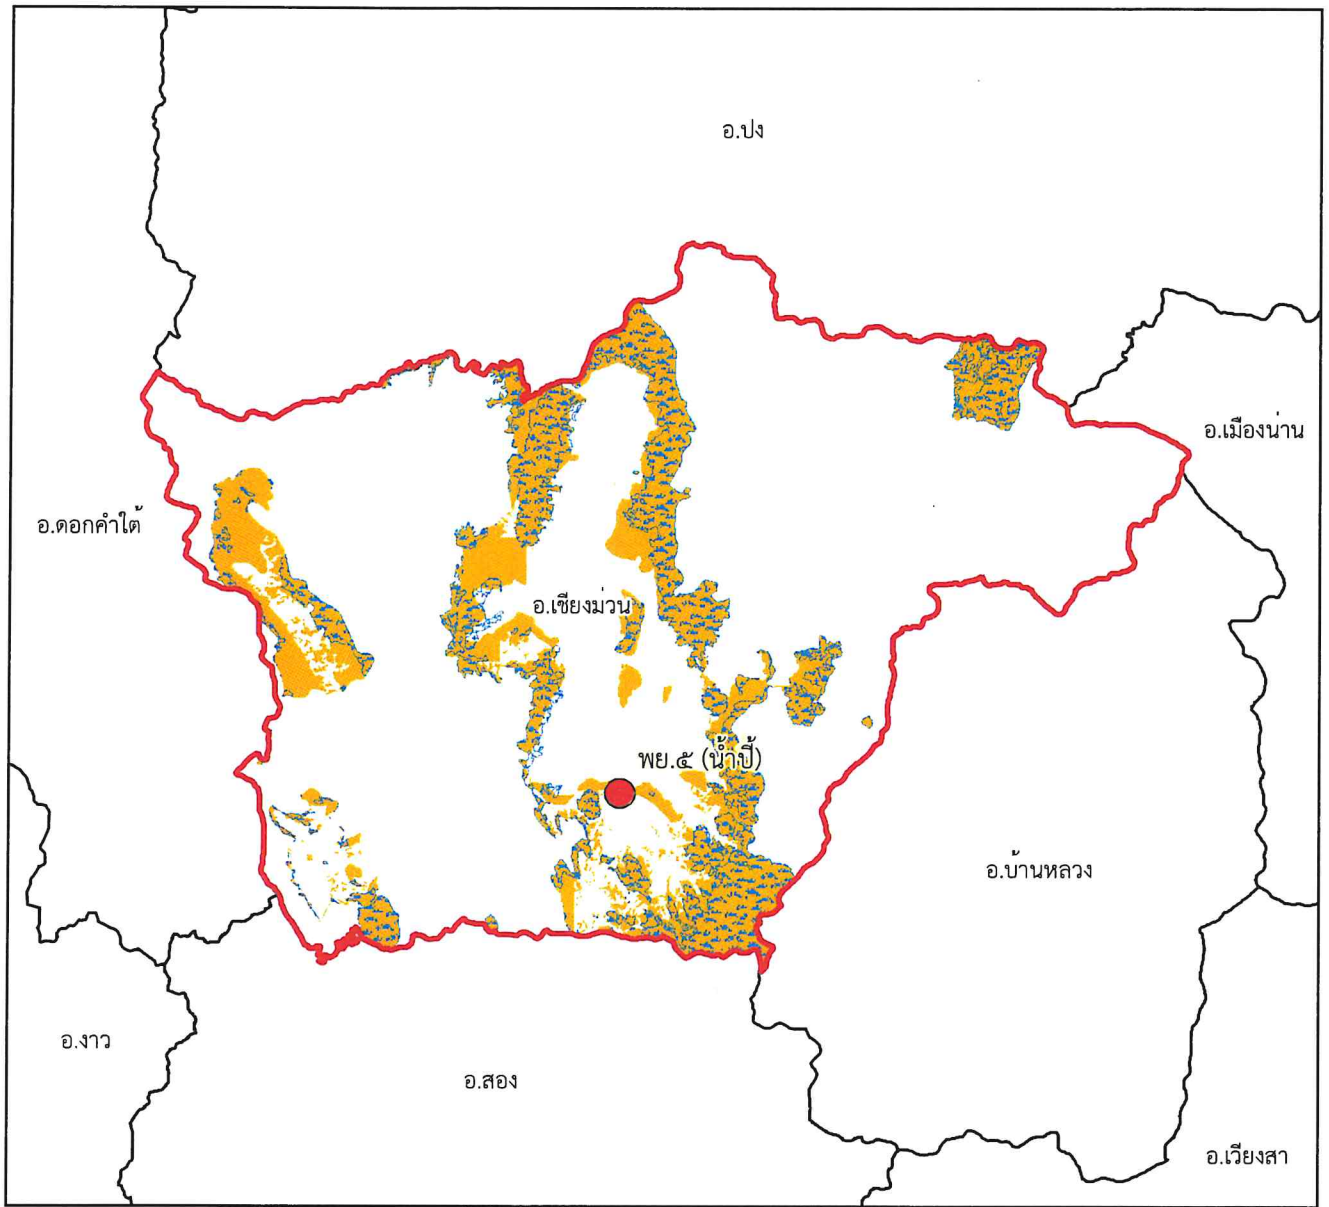 อ.ปง
อ.เมืองน่าน
อ.ดอกคำใต้
อ.เชียงม่วน
พย.๕ (น้ำปี้)
อ.บ้านหลวง
อ.งาว
อ.สอง
อ.เวียงสา